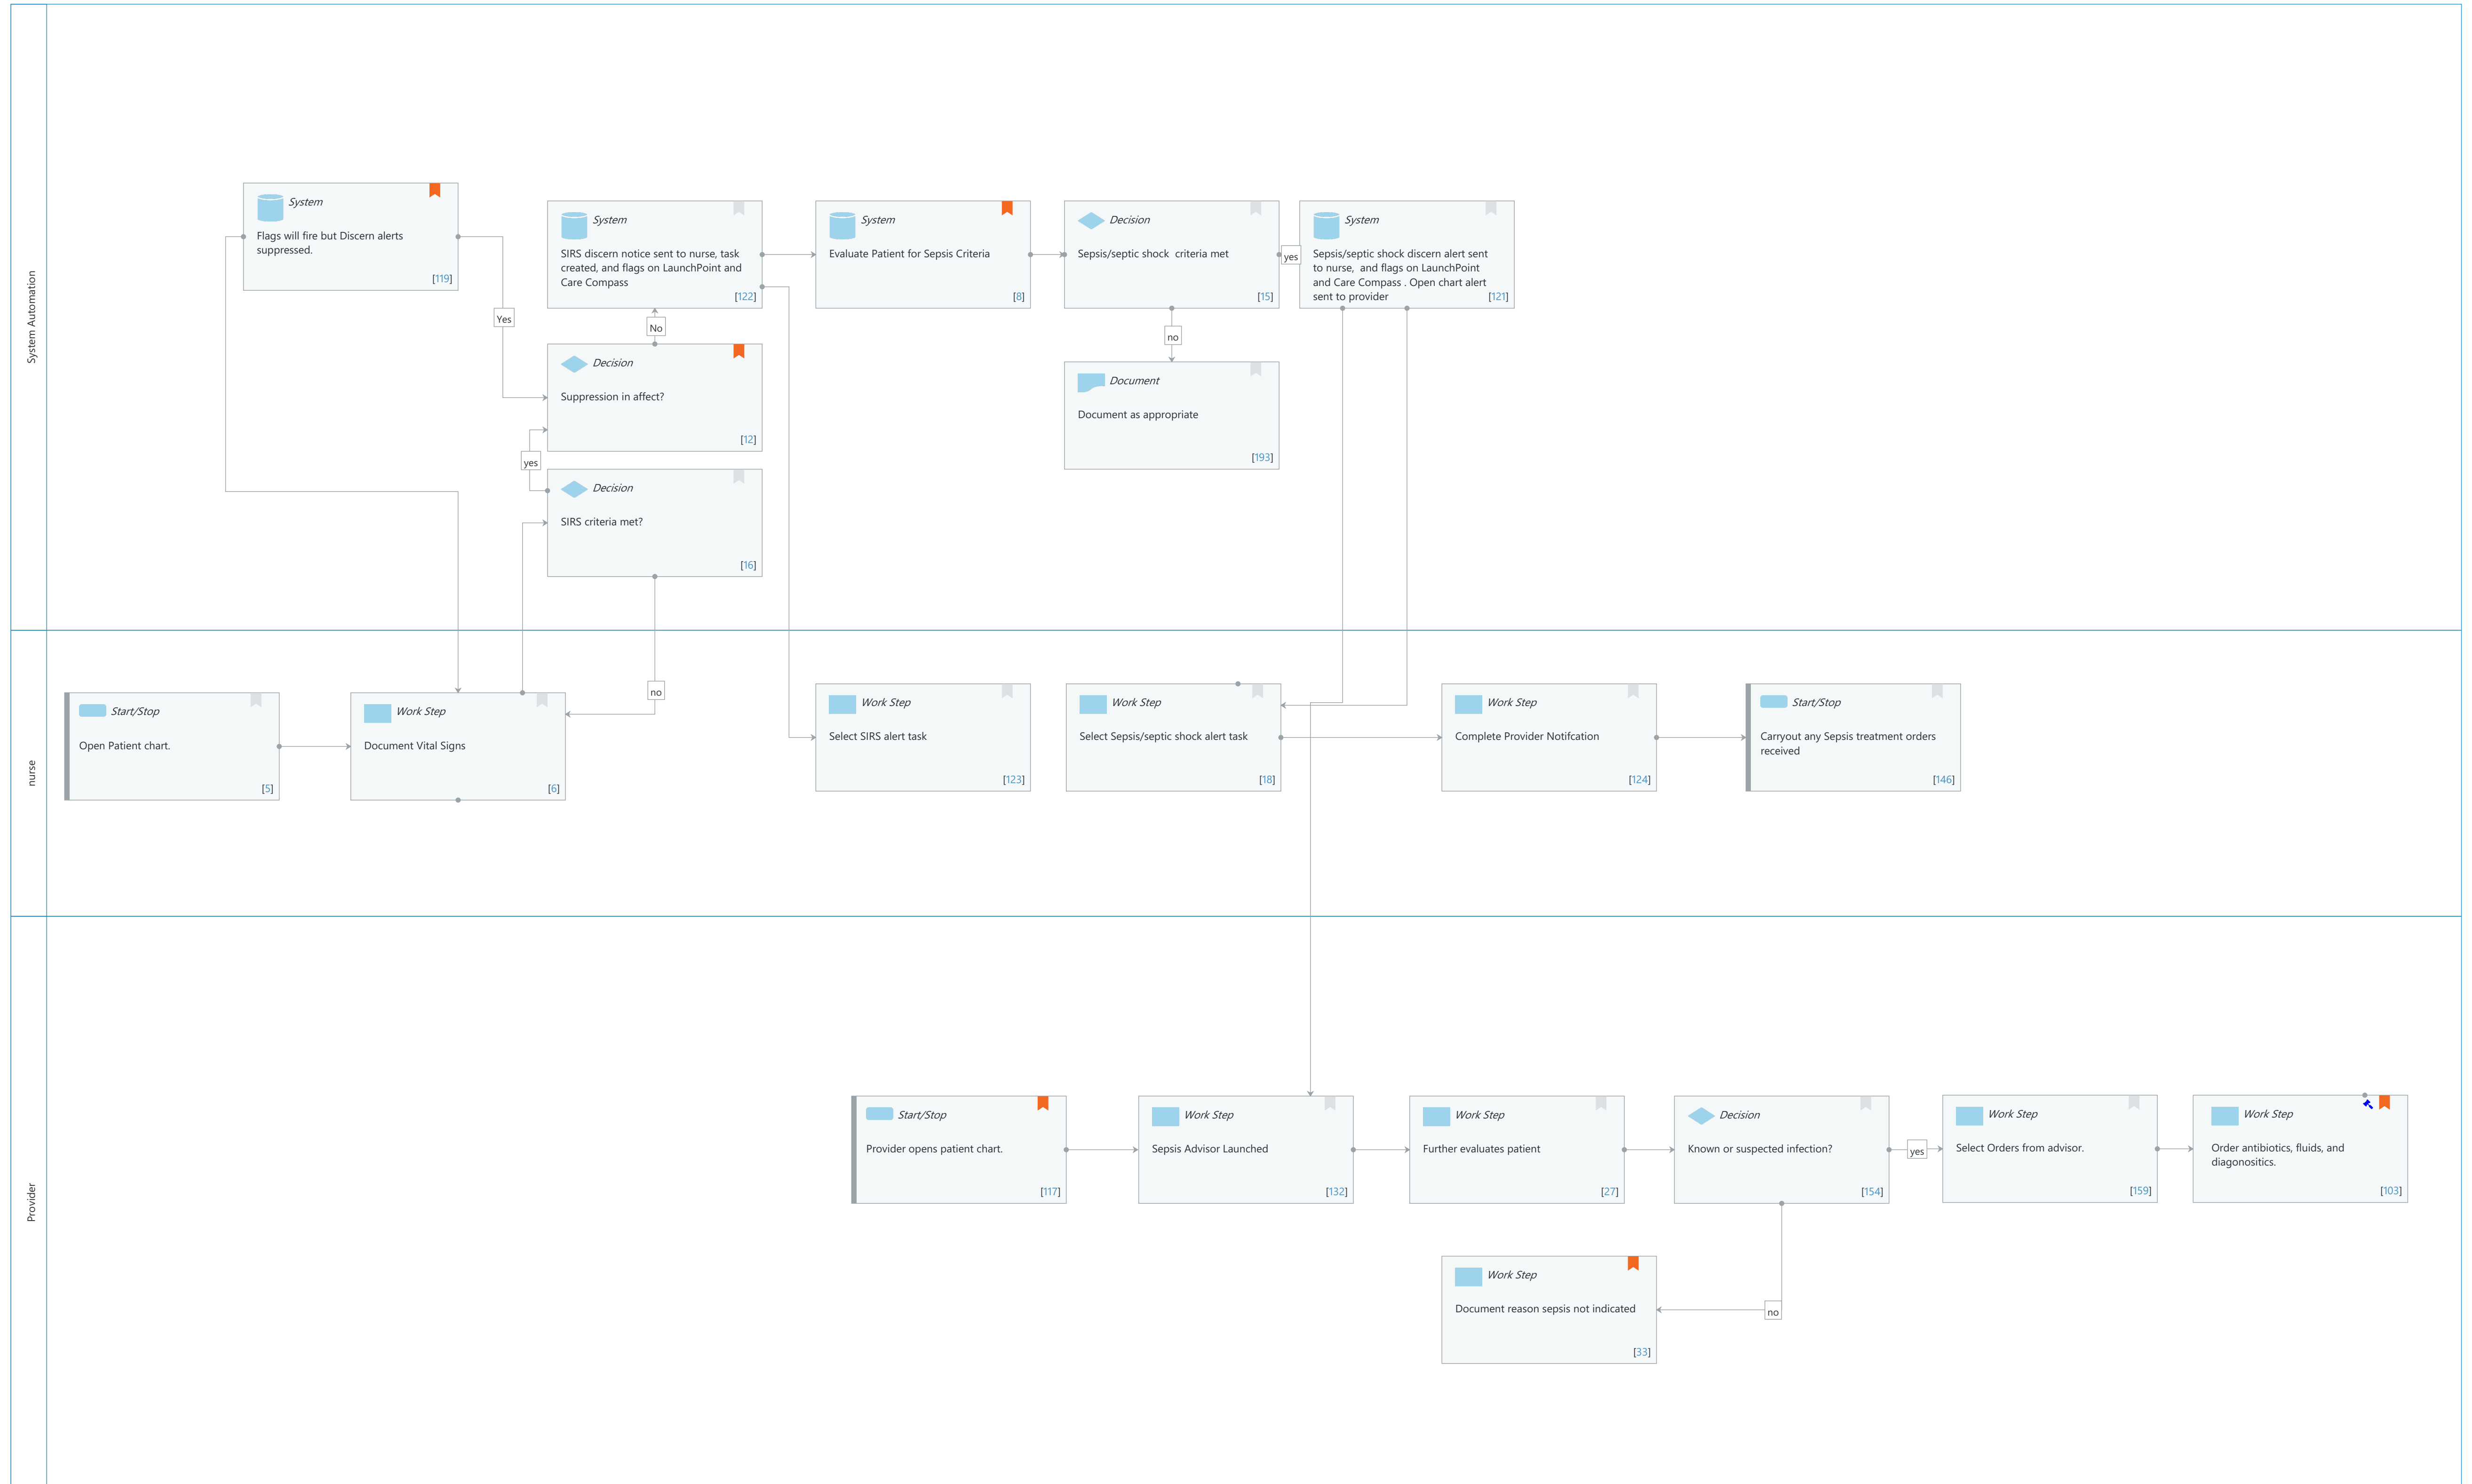 System Automation
System
Flags will fire but Discern alerts
suppressed.
[119]
Yes
System
SIRS discern notice sent to nurse, task
created, and flags on LaunchPoint and
Care Compass
[122]
No
Decision
Suppression in affect?
[12]
yes
Decision
SIRS criteria met?
[16]
System
Evaluate Patient for Sepsis Criteria
[8]
Decision
Sepsis/septic shock  criteria met
[15]
yes
no
Document
Document as appropriate
[193]
System
Sepsis/septic shock discern alert sent
to nurse,  and flags on LaunchPoint
and Care Compass . Open chart alert
sent to provider
[121]
nurse
Start/Stop
Open Patient chart.
[5]
Work Step
Document Vital Signs
[6]
no
Work Step
Select SIRS alert task
[123]
Work Step
Select Sepsis/septic shock alert task
[18]
Work Step
Complete Provider Notifcation
[124]
Start/Stop
Carryout any Sepsis treatment orders
received
[146]
Provider
Start/Stop
Provider opens patient chart.
[117]
Work Step
Sepsis Advisor Launched
[132]
Work Step
Further evaluates patient
[27]
Decision
Known or suspected infection?
[154]
yes
Work Step
Select Orders from advisor.
[159]
Work Step
Order antibiotics, fluids, and
diagonositics.
[103]
no
Work Step
Document reason sepsis not indicated
[33]